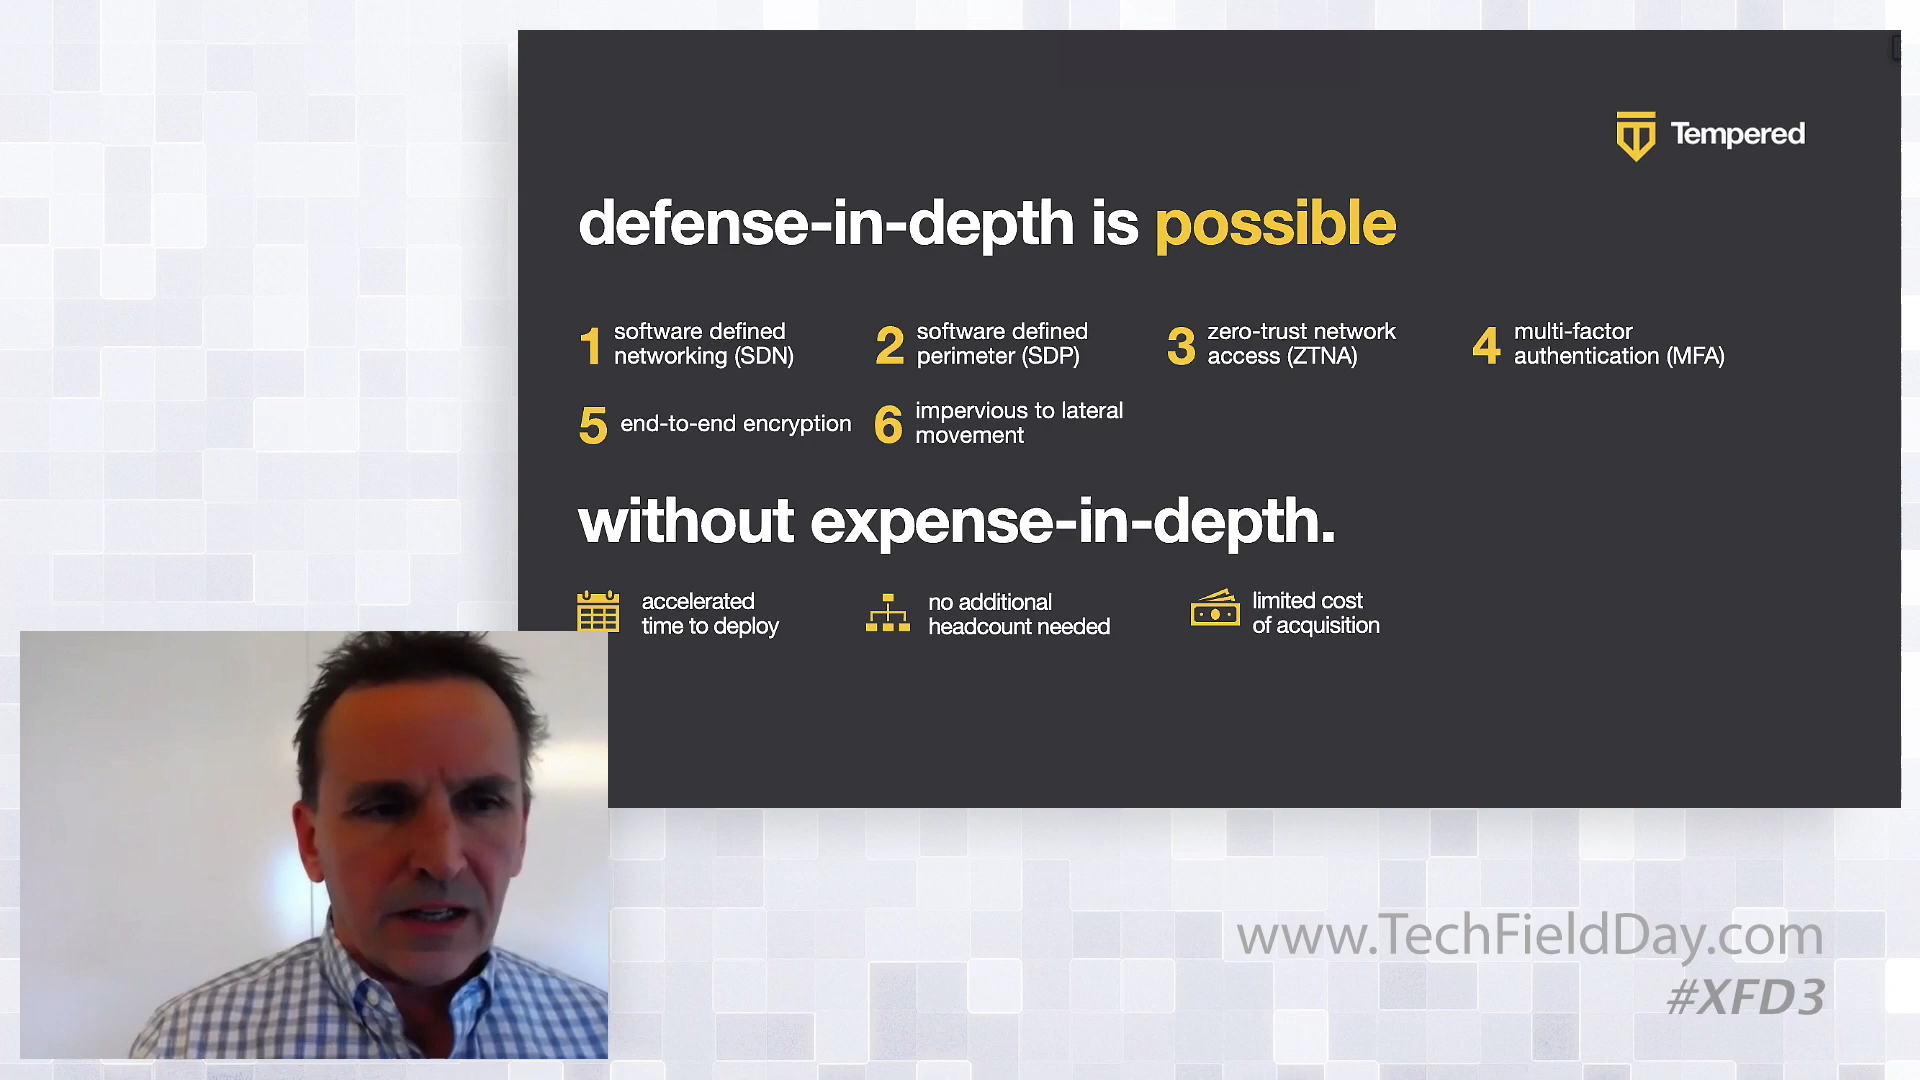 Tempered
defense-in-depth is possible
1 software defined
networking (SDN)
2 software defined
perimeter (SDP)
3 zero-trust network
access (ZTNA)
4 multi-factor
authentication (MFA)
5 end-to-end encryption
6 impervious to lateral
movement
without expense-in-depth.
accelerated
time to deploy
no additional
headcount needed
limited cost
of acquisition
www.TechFieldDay.com
#XFD3